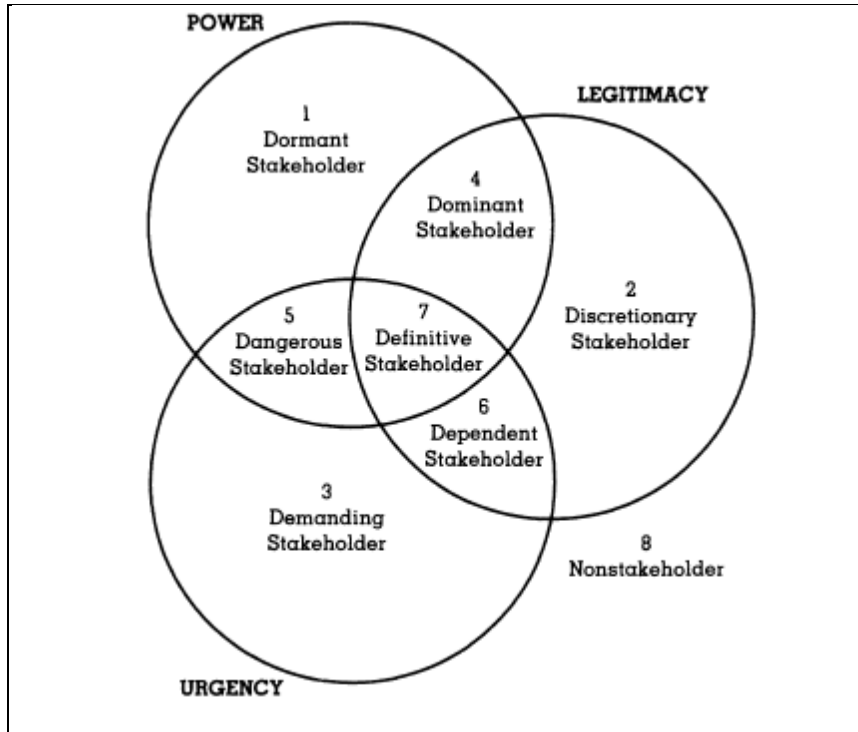 POWER
LEGITIMACY
1
Dormant
Stakeholder
4
Dominant
Stakeholder
2
Discretionary
Stakeholder
5
Dangerous
Stakeholder
7
Definitive
Stakeholder
6
Dependent
Stakeholder
3
Demanding
Stakeholder
8
Nonstakeholder
URGENCY